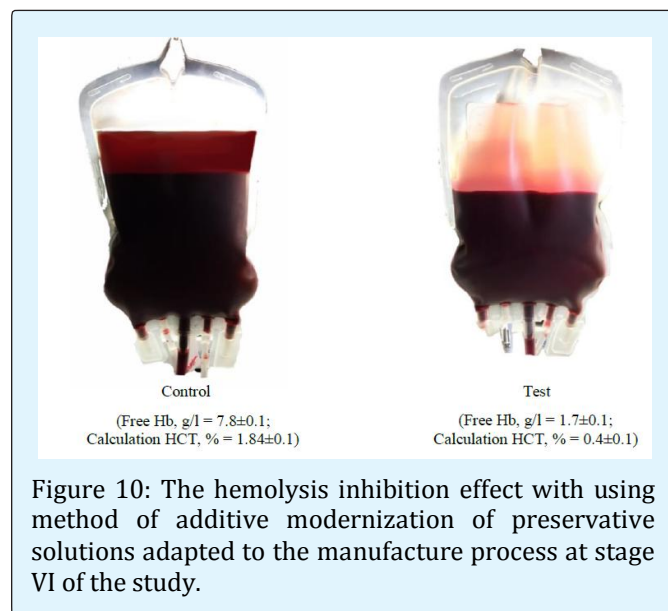 Control
(Free Hb, g/l = 7.8±0.1;
Calculation HCT, % = 1.84±0.1)
Test
(Free Hb, g/l = 1.7±0.1;
Calculation HCT, % = 0.4±0.1)
Figure 10: The hemolysis inhibition effect with using
method of additive modernization of preservative
solutions adapted to the manufacture process at stage
VI of the study.